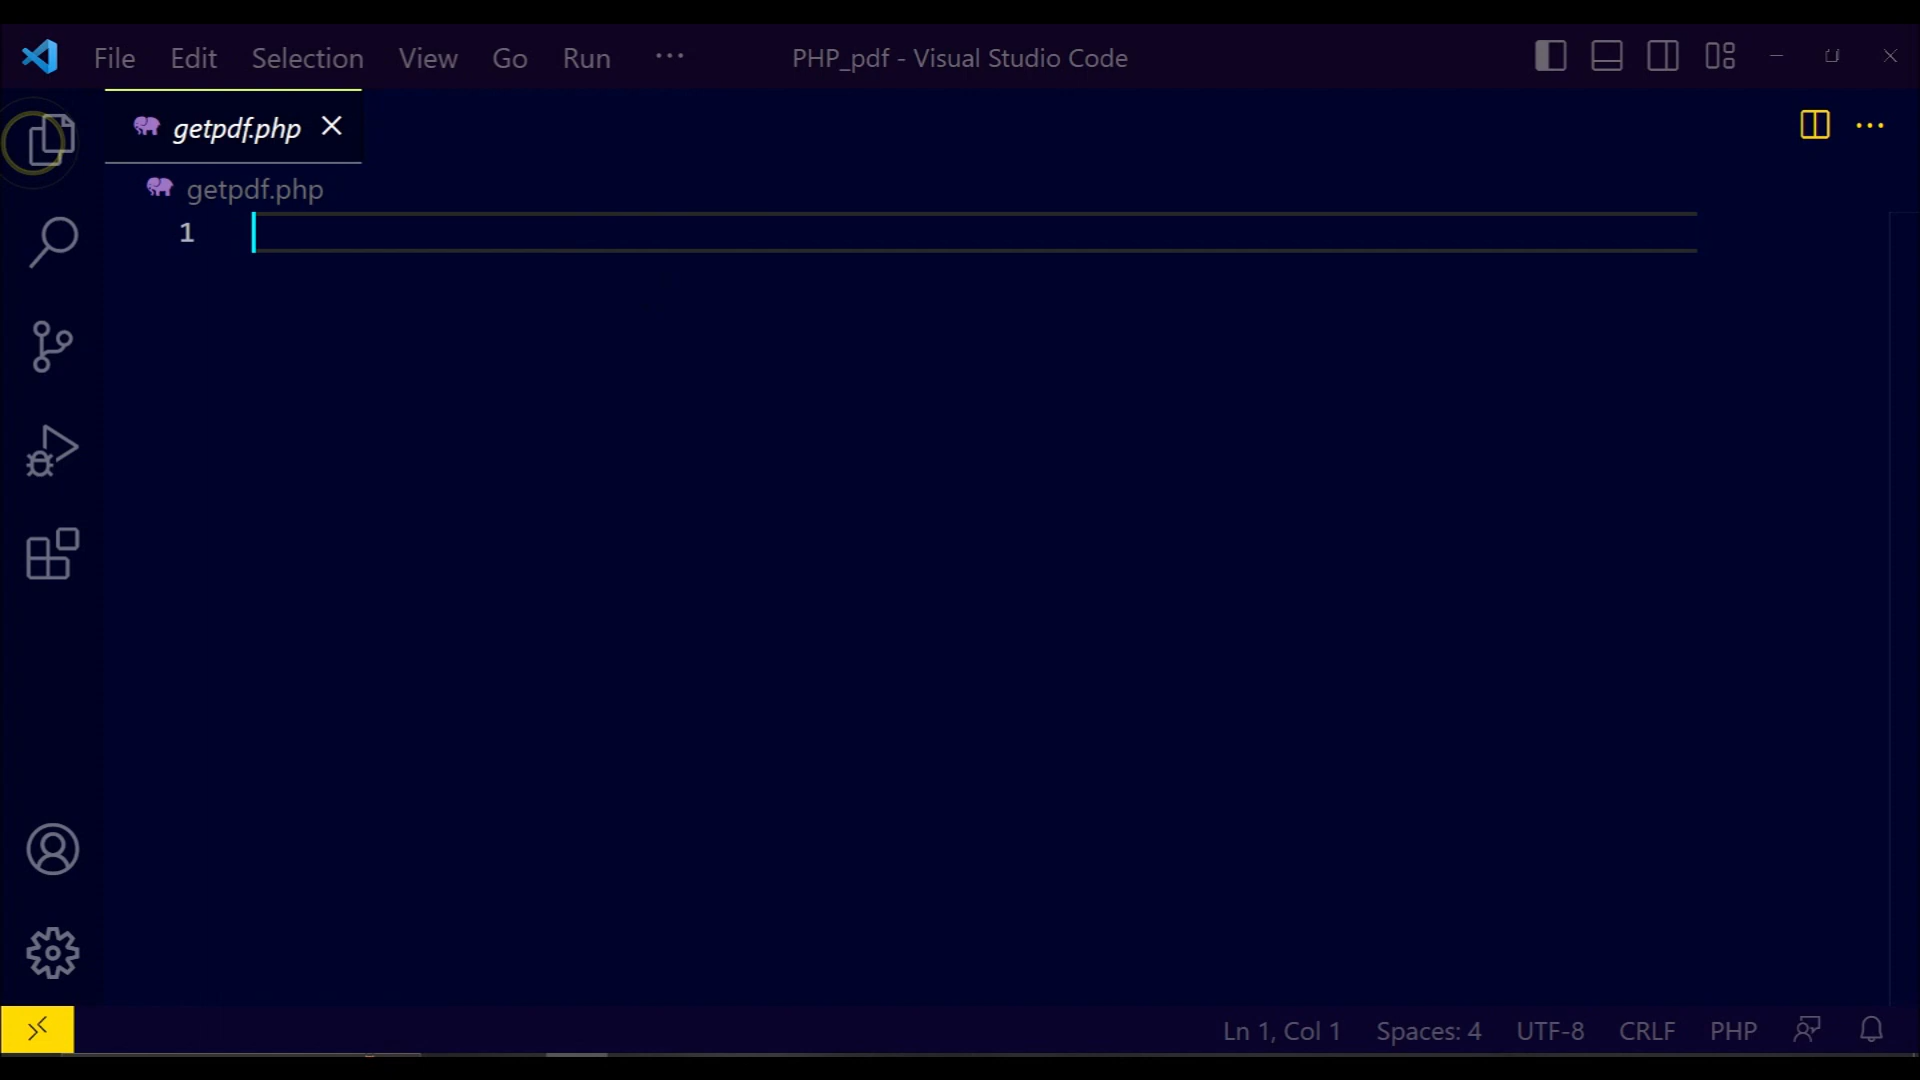 File Edit Selection View Go Run ··· PHP_pdf - Visual Studio Code
getpdf.php
getpdf.php
1
Ln 1, Col 1 Spaces: 4 UTF-8 CRLF PHP